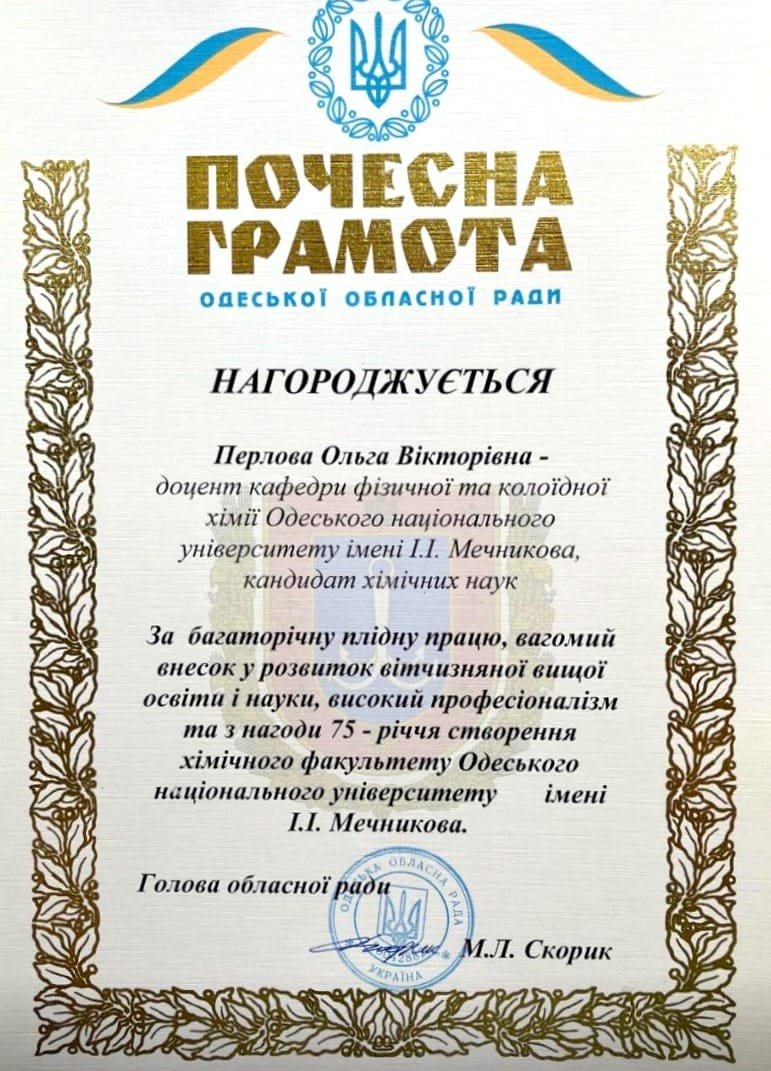 ПОЧЕСНА
ГРАМОТА
ОДЕСЬКОЇ ОБЛАСНОЇ РАДИ
НАГОРОДЖУЄТЬСЯ
Перлова Ольга Вікторівна -
доцент кафедри фізичної та колоїдної
хімії Одеського національного
університету імені І.І. Мечникова,
кандидат хімічних наук
За багаторічну плідну працю, вагомий
внесок у розвиток вітчизняної вищої
освіти і науки, високий професіоналізм
та з нагоди 75 - річчя створення
хімічного факультету Одеського
національного університету імені
І.І. Мечникова.
Голова обласної ради
ОДЕСЬКА ОБЛАСНА РАДА
УКРАЇНА
М.Л. Скорик